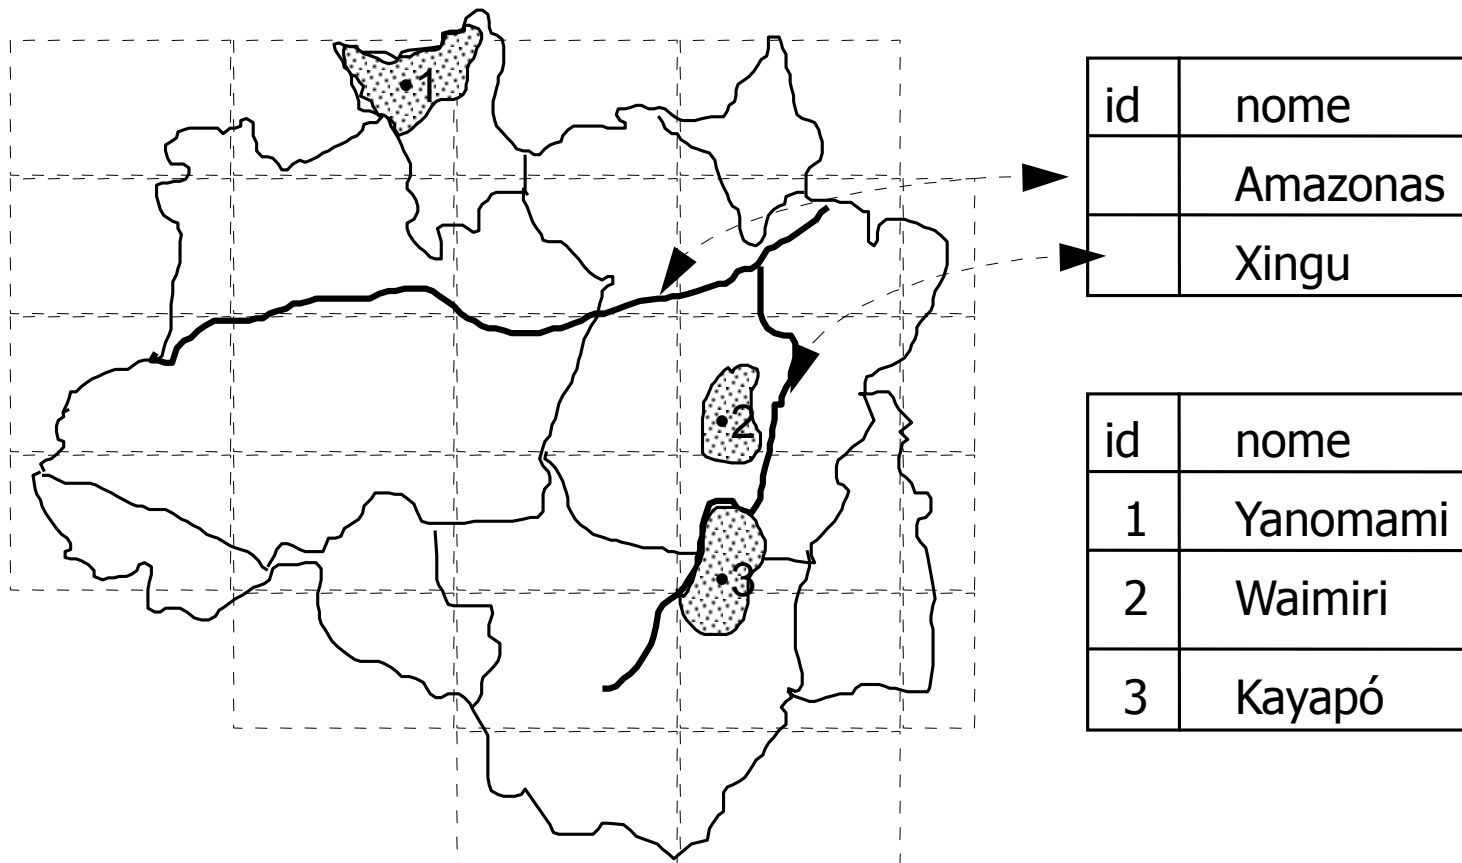 1
2
3
id nome
Amazonas
Xingu
id nome
1 Yanomami
2 Waimiri
3 Kayapó